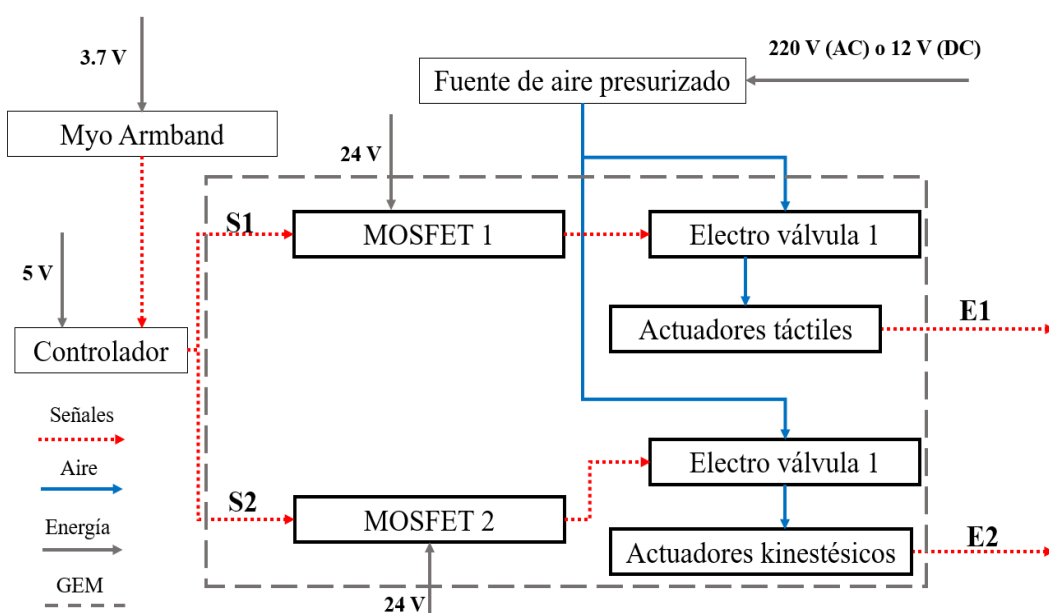 3.7 V
220 V (AC) o 12 V (DC)
Fuente de aire presurizado
Myo Armband
24 V
S1
MOSFET 1
Electro válvula 1
5 V
E1
Actuadores táctiles
Controlador
Señales
Aire
Electro válvula 1
S2
MOSFET 2
Energía
E2
Actuadores kinestésicos
GEM
24 V